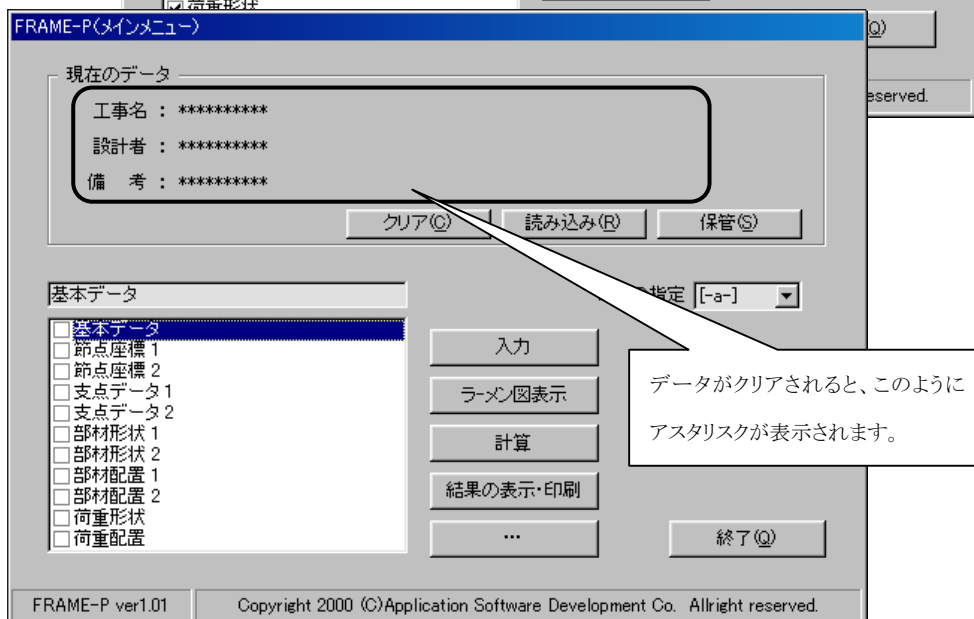 荷重形状
FRAME-P(メインメニュー)
(Q)
現在のデータ
eserved.
工事名 : **********
設計者 : **********
備　考 : **********
クリア(C)
読み込み(R)
保管(S)
基本データ
指定 [-a-]
基本データ
節点座標 1
節点座標 2
支点データ 1
支点データ 2
部材形状 1
部材形状 2
部材配置 1
部材配置 2
荷重形状
荷重配置
入力
ラーメン図表示
計算
結果の表示・印刷
…
終了(Q)
データがクリアされると、このように
アスタリスクが表示されます。
FRAME-P ver1.01
Copyright 2000 (C)Application Software Development Co. Allright reserved.